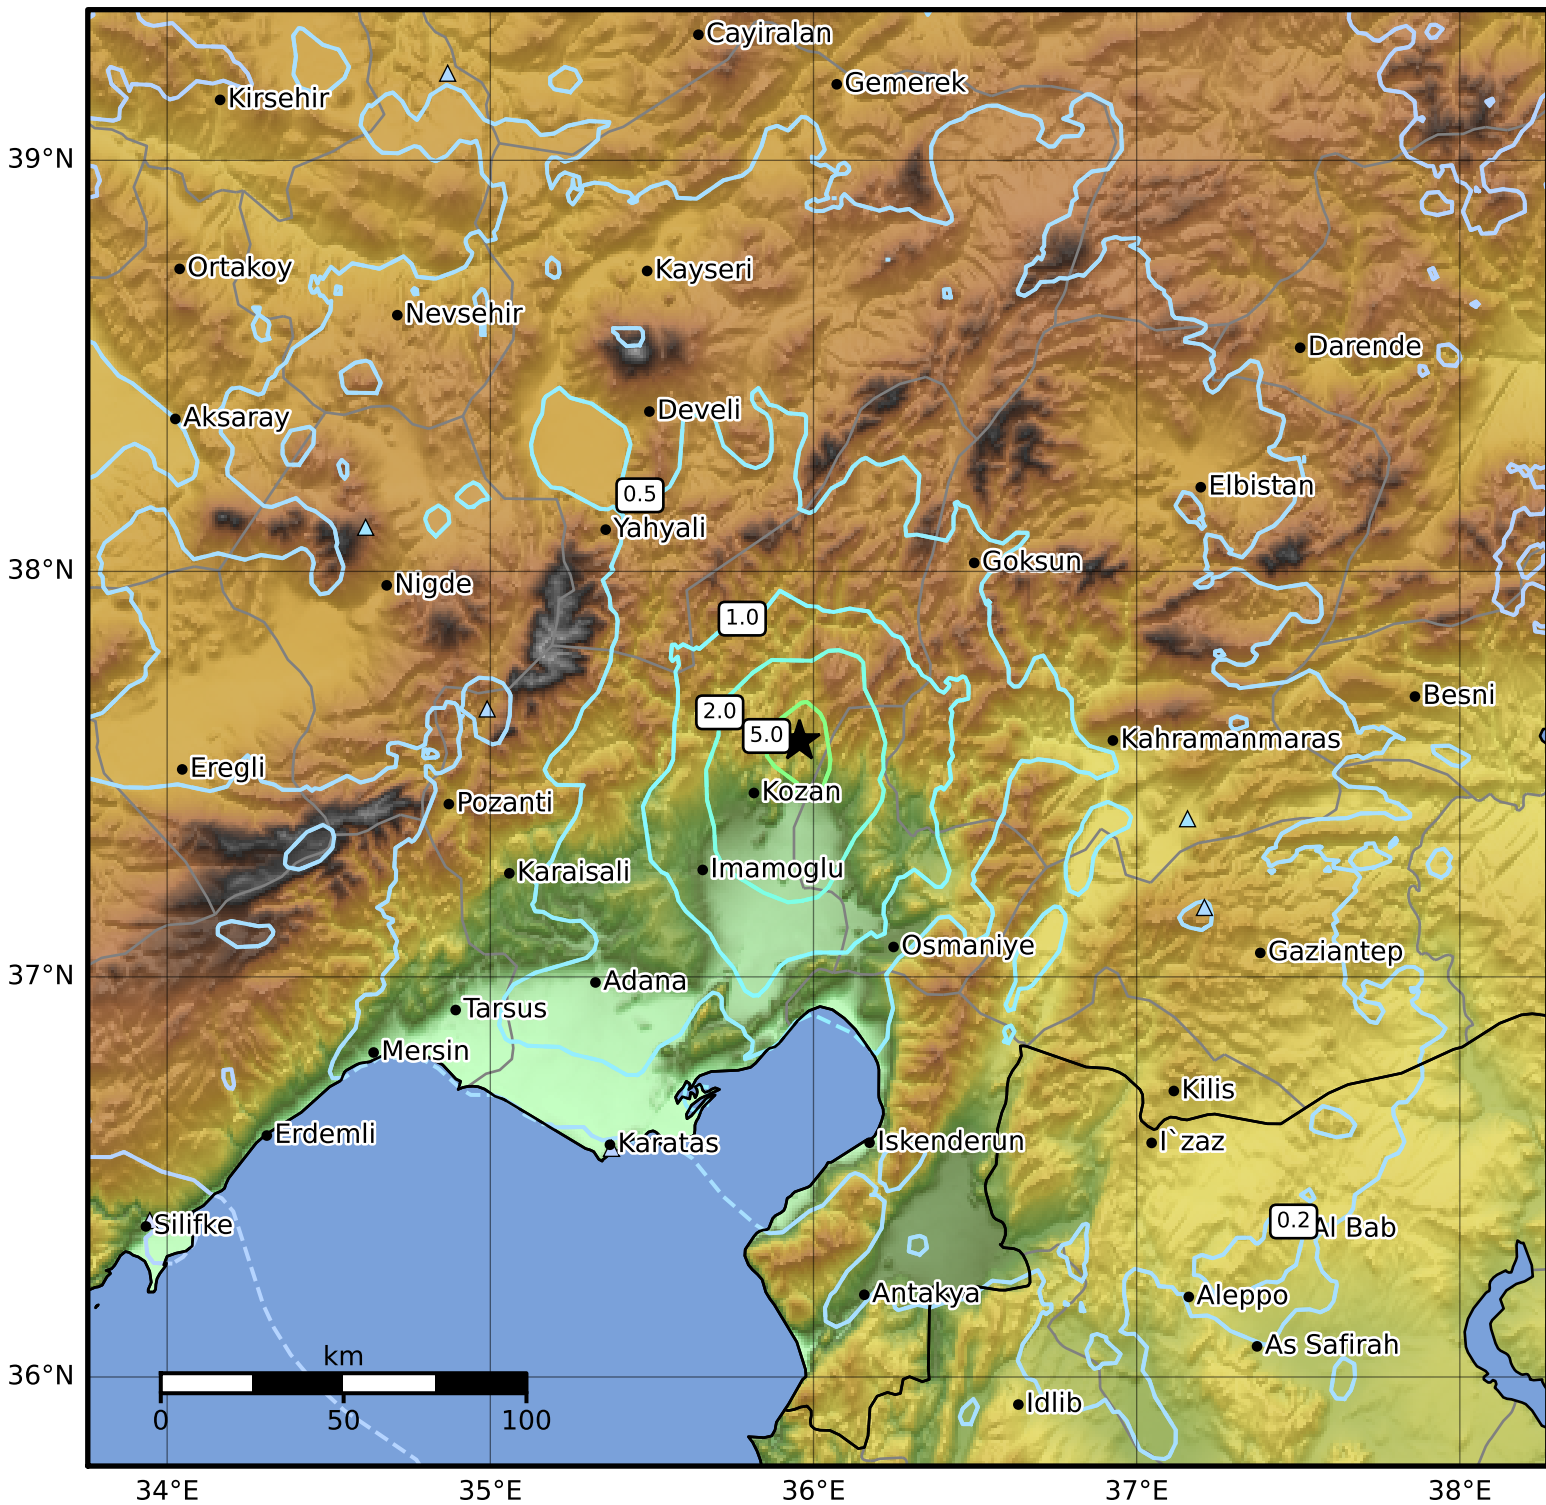 Cayiralan
Gemerek
Kirsehir
39°N
Ortakoy
Kayseri
Nevsehir
Darende
Develi
Aksaray
Elbistan
0.5
Yahyali
Goksun
38°N
Nigde
1.0
Besni
2.0
5.0
Kahramanmaras
Eregli
Kozan
Pozanti
Imamoglu
Karaisali
Osmaniye
Gaziantep
37°N
Adana
Tarsus
Mersin
Kilis
Erdemli
Karatas
Iskenderun
I`zaz
Silifke
0.2
Al Bab
Antakya
Aleppo
As Safirah
km
36°N
Idlib
0 50 100
34°E 35°E 36°E 37°E 38°E